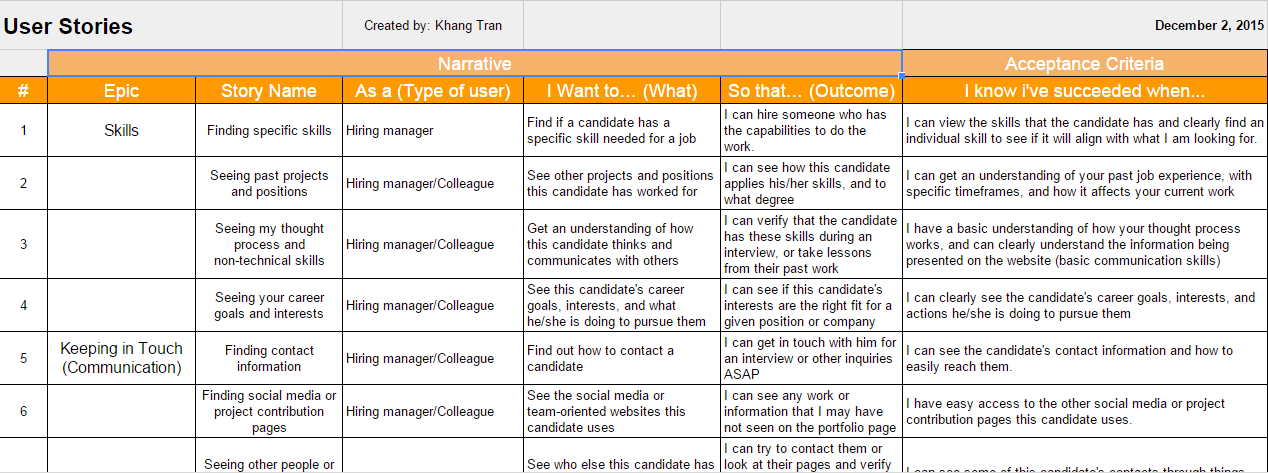 User Stories
Created by: Khang Tran
December 2, 2015
Narrative
Acceptance Criteria
#
Epic
Story Name
As a (Type of user)
I Want to... (What)
So that... (Outcome)
I know i've succeeded when...
1
Skills
Finding specific skills
Hiring manager
Find if a candidate has a
specific skill needed for a job
I can hire someone who has
the capabilities to do the
work.
I can view the skills that the candidate has and clearly find an
individual skill to see if it will align with what I am looking for.
2
Seeing past projects
and positions
Hiring manager/Colleague
See other projects and positions
this candidate has worked for
I can see how this candidate
applies his/her skills, and to
what degree
I can get an understanding of your past job experience, with
specific timeframes, and how it affects your current work
3
Seeing my thought
process and
non-technical skills
Hiring manager/Colleague
Get an understanding of how
this candidate thinks and
communicates with others
I can verify that the candidate
has these skills during an
interview, or take lessons
from their past work
I have a basic understanding of how your thought process
works, and can clearly understand the information being
presented on the website (basic communication skills)
4
Seeing your career
goals and interests
Hiring manager/Colleague
See this candidate's career
goals, interests, and what
he/she is doing to pursue them
I can see if this candidate's
interests are the right fit for a
given position or company
I can clearly see the candidate's career goals, interests, and
actions he/she is doing to pursue them
5
Keeping in Touch
(Communication)
Finding contact
information
Hiring manager/Colleague
Find out how to contact a
candidate
I can get in touch with him for
an interview or other inquiries
ASAP
I can see the candidate's contact information and how to
easily reach them.
6
Finding social media or
project contribution
pages
Hiring manager/Colleague
See the social media or
team-oriented websites this
candidate uses
I can see any work or
information that I may have
not seen on the portfolio page
I have easy access to the other social media or project
contribution pages this candidate uses.
Seeing other people or
See who else this candidate has
I can try to contact them or
look at their pages and verify
I can see some of this candidate's contacts through things